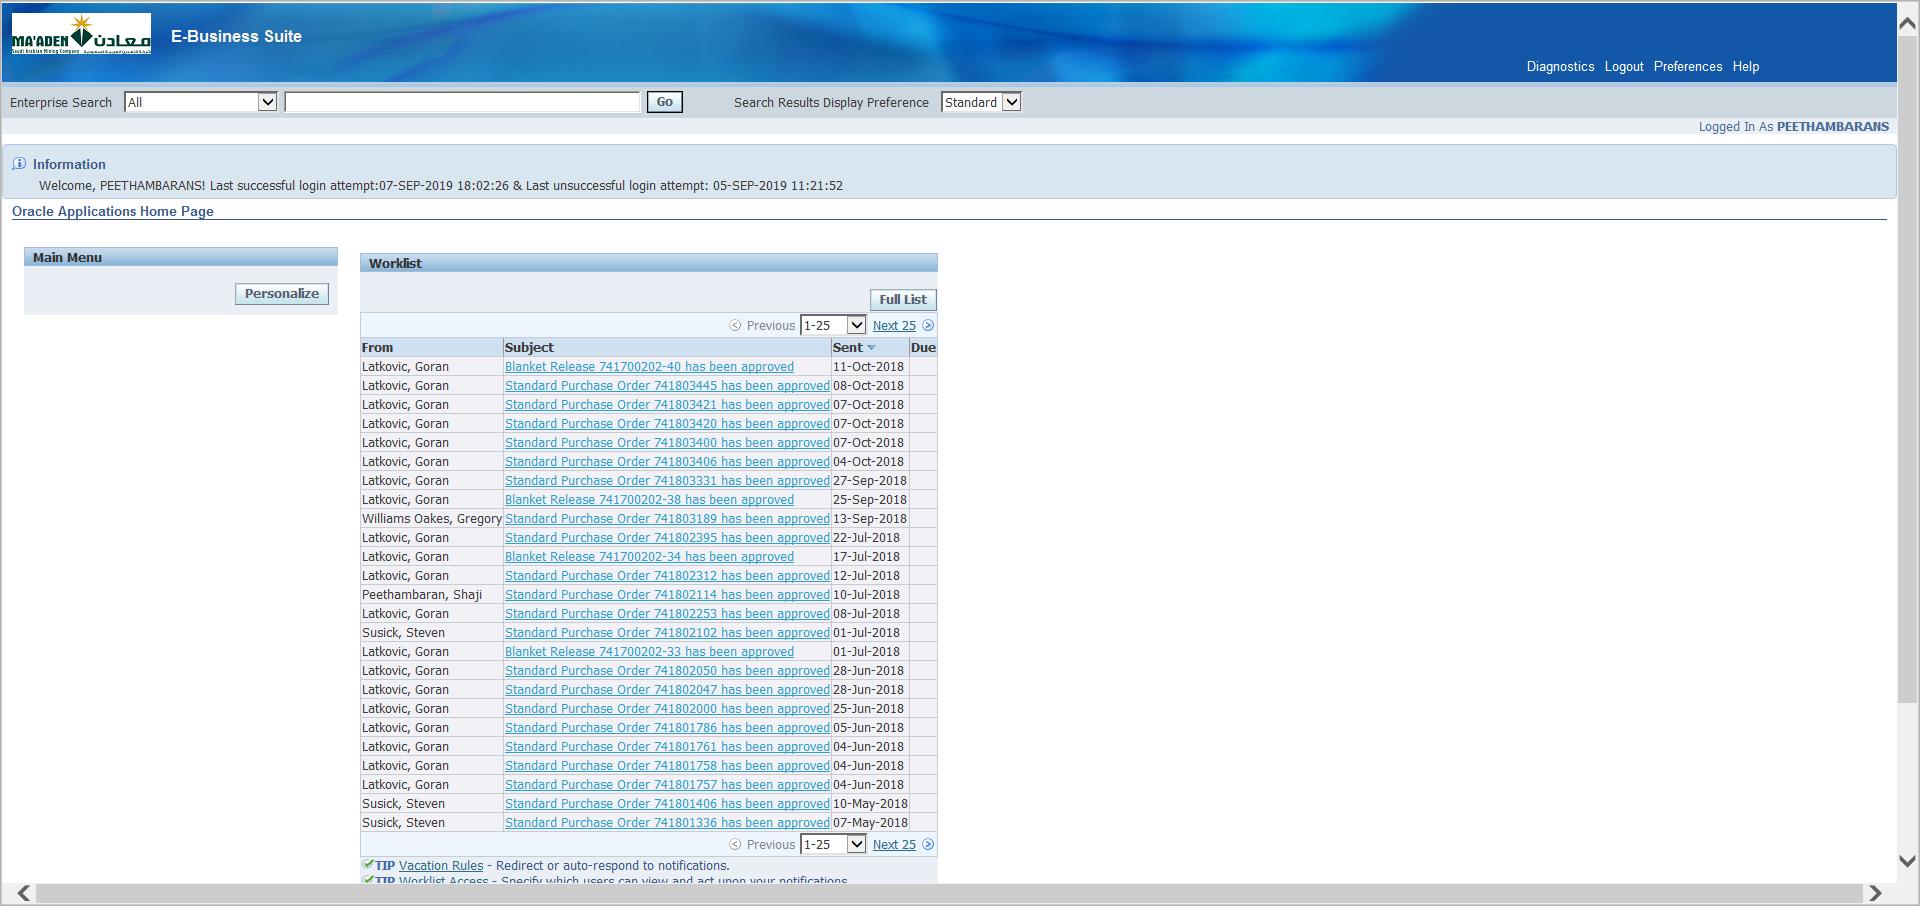 MA'ADEN معادن
Saudi Arabian Mining Company
E-Business Suite
Diagnostics Logout Preferences Help
Enterprise Search All Go Search Results Display Preference Standard
Logged In As PEETHAMBARANS
Information
Welcome, PEETHAMBARANS! Last successful login attempt:07-SEP-2019 18:02:26 & Last unsuccessful login attempt: 05-SEP-2019 11:21:52
Oracle Applications Home Page
Main Menu
Personalize
Worklist
Full List
Previous 1-25 Next 25
From Subject Sent Due
Latkovic, Goran Blanket Release 741700202-40 has been approved 11-Oct-2018
Latkovic, Goran Standard Purchase Order 741803445 has been approved 08-Oct-2018
Latkovic, Goran Standard Purchase Order 741803421 has been approved 07-Oct-2018
Latkovic, Goran Standard Purchase Order 741803420 has been approved 07-Oct-2018
Latkovic, Goran Standard Purchase Order 741803400 has been approved 07-Oct-2018
Latkovic, Goran Standard Purchase Order 741803406 has been approved 04-Oct-2018
Latkovic, Goran Standard Purchase Order 741803331 has been approved 27-Sep-2018
Latkovic, Goran Blanket Release 741700202-38 has been approved 25-Sep-2018
Williams Oakes, Gregory Standard Purchase Order 741803189 has been approved 13-Sep-2018
Latkovic, Goran Standard Purchase Order 741802395 has been approved 22-Jul-2018
Latkovic, Goran Blanket Release 741700202-34 has been approved 17-Jul-2018
Latkovic, Goran Standard Purchase Order 741802312 has been approved 12-Jul-2018
Peethambaran, Shaji Standard Purchase Order 741802114 has been approved 10-Jul-2018
Latkovic, Goran Standard Purchase Order 741802253 has been approved 08-Jul-2018
Susick, Steven Standard Purchase Order 741802102 has been approved 01-Jul-2018
Latkovic, Goran Blanket Release 741700202-33 has been approved 01-Jul-2018
Latkovic, Goran Standard Purchase Order 741802050 has been approved 28-Jun-2018
Latkovic, Goran Standard Purchase Order 741802047 has been approved 28-Jun-2018
Latkovic, Goran Standard Purchase Order 741802000 has been approved 25-Jun-2018
Latkovic, Goran Standard Purchase Order 741801786 has been approved 05-Jun-2018
Latkovic, Goran Standard Purchase Order 741801761 has been approved 04-Jun-2018
Latkovic, Goran Standard Purchase Order 741801758 has been approved 04-Jun-2018
Latkovic, Goran Standard Purchase Order 741801757 has been approved 04-Jun-2018
Susick, Steven Standard Purchase Order 741801406 has been approved 10-May-2018
Susick, Steven Standard Purchase Order 741801336 has been approved 07-May-2018
Previous 1-25 Next 25
TIP Vacation Rules - Redirect or auto-respond to notifications.
TIP Worklist Access - Specify which users can view and act upon your notifications.